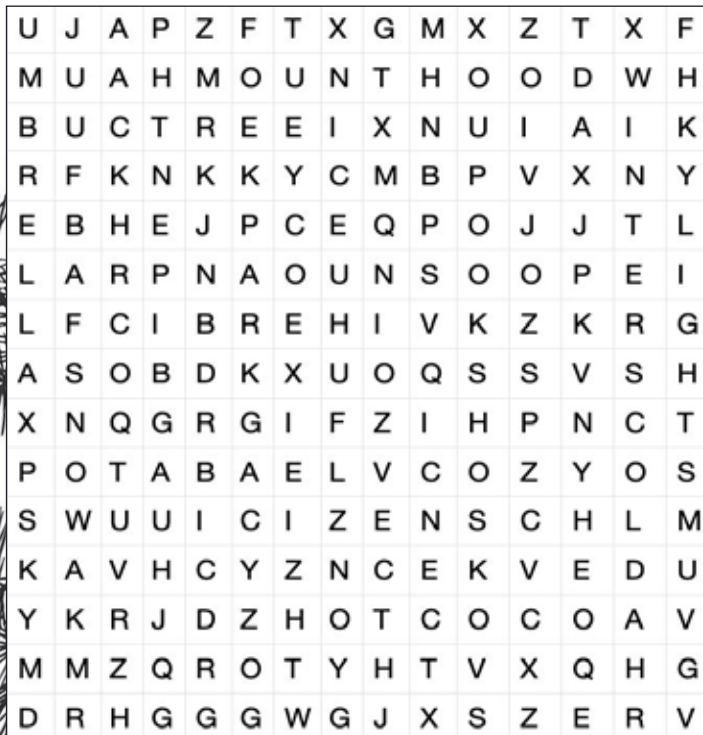 U J A P Z F T X G M X Z T X F
M U A H M O U N T H O O D W H
B U C T R E E I X N U I A I K
R F K N K K Y C M B P V X N Y
E B H E J P C E Q P O J J T L
L A R P N A O U N S O O P E I
L F C I B R E H I V K Z K R G
A S O B D K X U O Q S S V S H
X N Q G R G I F Z I H P N C T
P O T A B A E L V C O Z Y O S
S W U U I C I Z E N S C H L M
K A V H C Y Z N C E K V E D U
Y K R J D Z H O T C O C O A V
M M Z Q R O T Y H T V X Q H G
D R H G G G W G J X S Z E R V